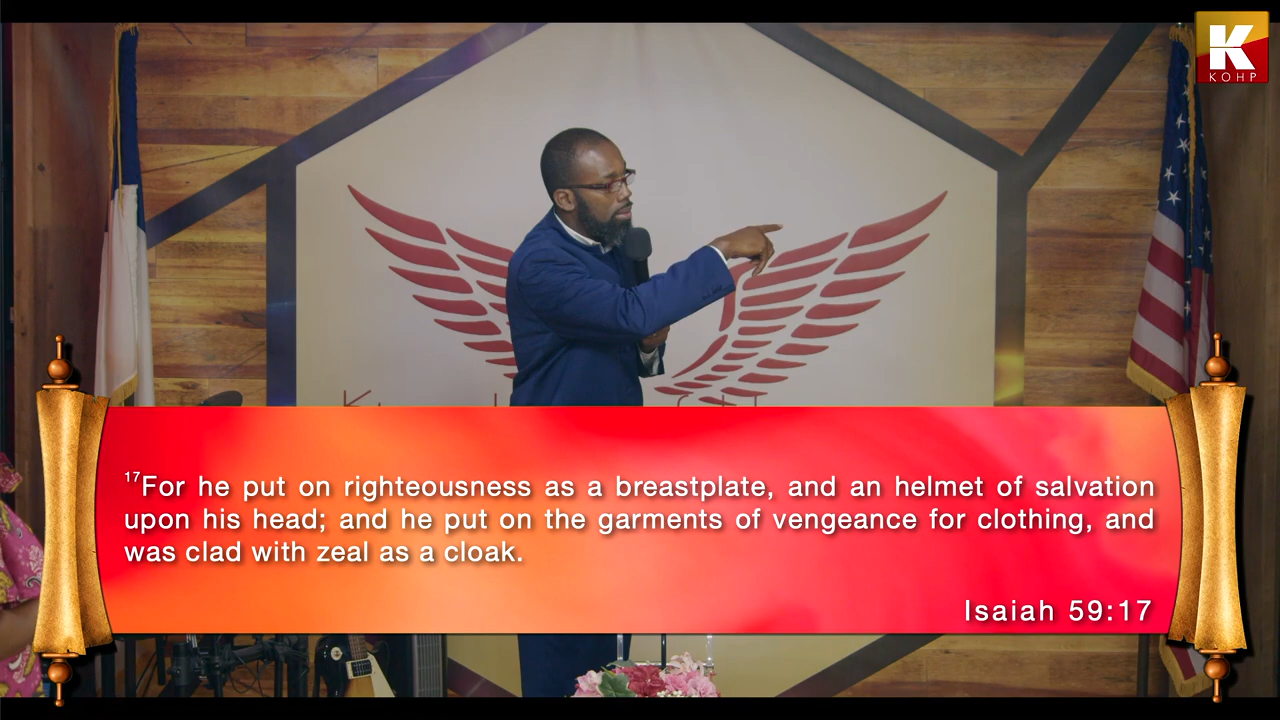 K
KOHP
¹⁷For he put on righteousness as a breastplate, and an helmet of salvation
upon his head; and he put on the garments of vengeance for clothing, and
was clad with zeal as a cloak.
Isaiah 59:17